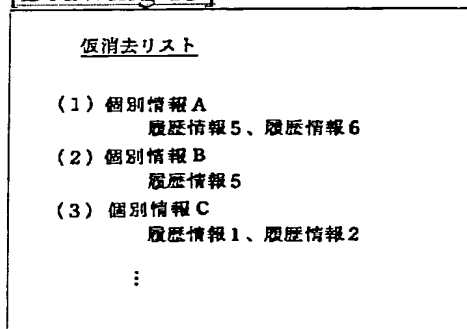 仮消去リスト
(1) 個別情報A
履歴情報5、履歴情報6
(2) 個別情報B
履歴情報5
(3) 個別情報C
履歴情報1、履歴情報2
⋮